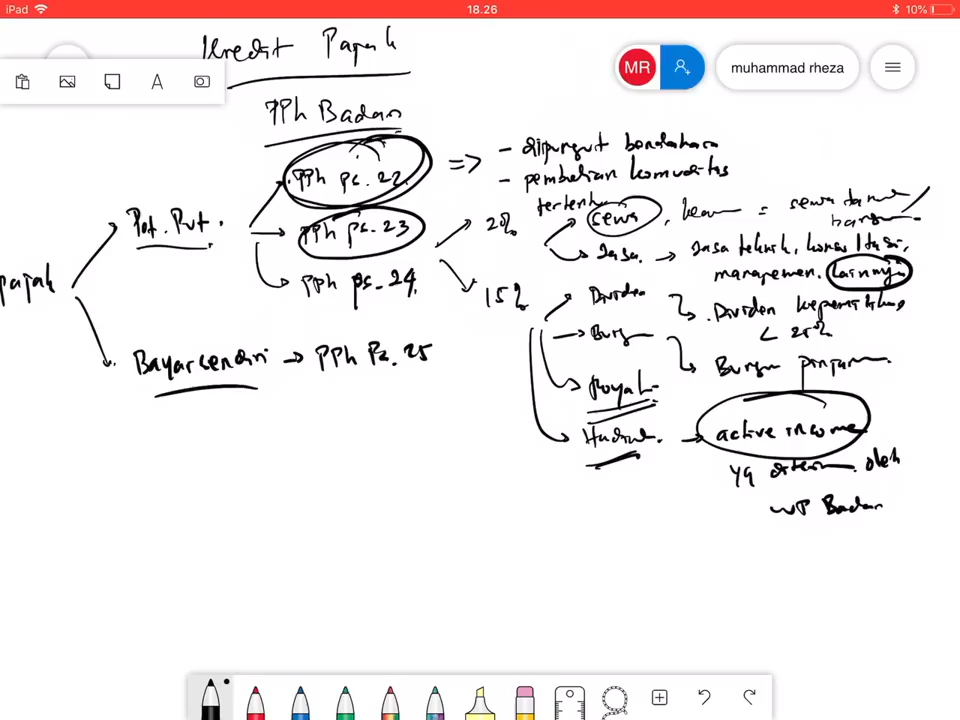 iPad
18.26
10%
Kredit Pajak
MR
muhammad rheza
PPh Badan
- dipungut bendahara
PPh ps. 22
=>
- pembelian komoditas
tertentu
Pot. Put.
2%
sewa
= sewa tanah
bangun
PPh ps. 23
Jasa. → Jasa teknik, konsultasi,
manajemen, lainnya
pajak
PPh ps. 24
15%
Dividen
Dividen kepemilikan
< 25%
Bunga
Bayar sendiri → PPh Ps. 25
Bunga pinjaman
Royalti
Hadiah → active income
yg diterima oleh
WP Badan